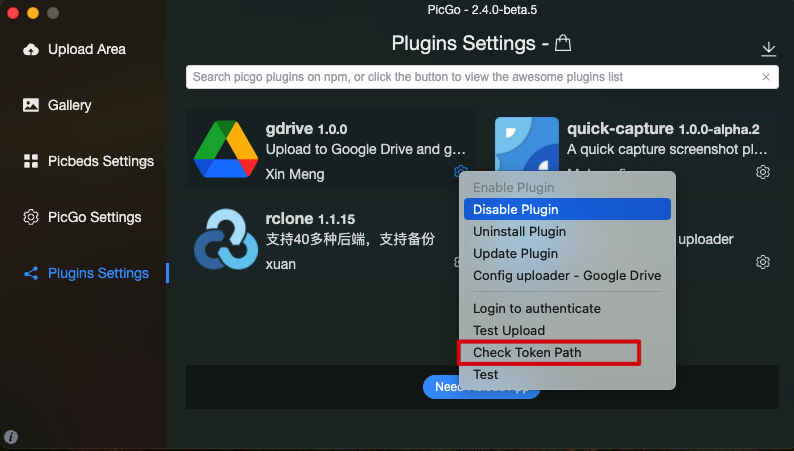 PicGo - 2.4.0-beta.5
Upload Area
Gallery
Picbeds Settings
PicGo Settings
Plugins Settings
Plugins Settings -
Search picgo plugins on npm, or click the button to view the awesome plugins list
gdrive 1.0.0
Upload to Google Drive and g…
Xin Meng
quick-capture 1.0.0-alpha.2
A quick capture screenshot pl…
rclone 1.1.15
支持40多种后端，支持备份
xuan
uploader
Enable Plugin
Disable Plugin
Uninstall Plugin
Update Plugin
Config uploader - Google Drive
Login to authenticate
Test Upload
Check Token Path
Test
Need
App